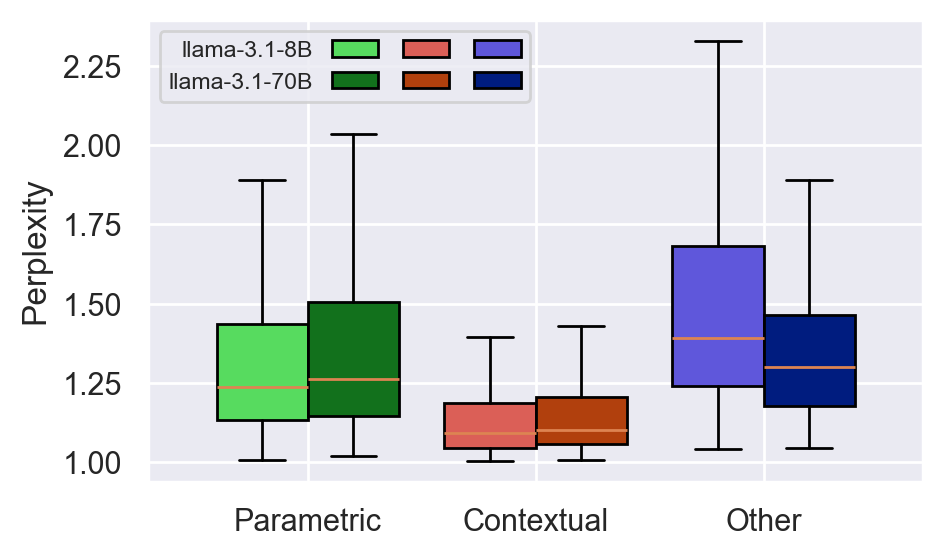 llama-3.1-8B
llama-3.1-70B
Perplexity
2.25
2.00
1.75
1.50
1.25
1.00
Parametric
Contextual
Other